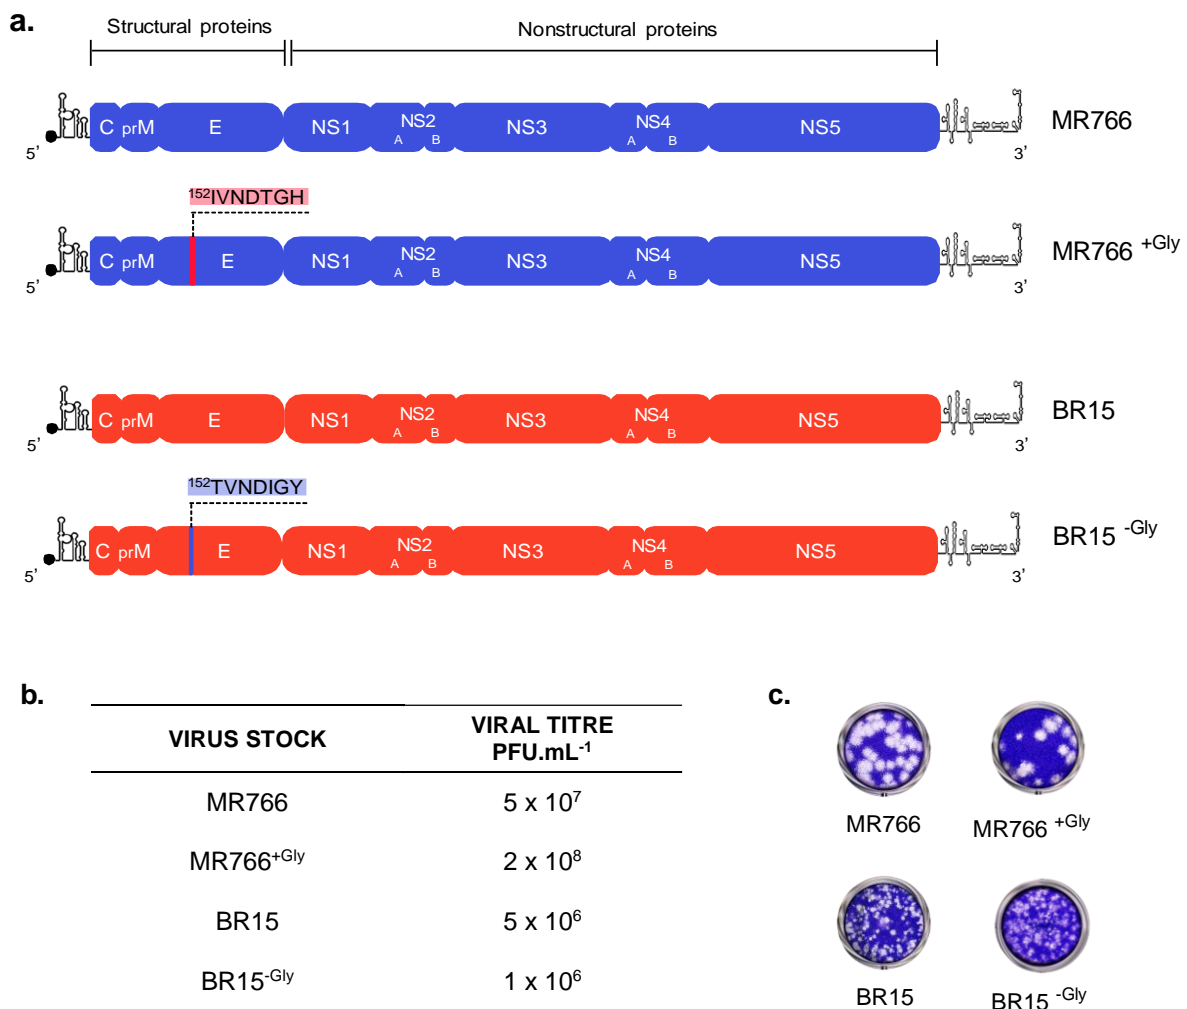 a.
Structural proteins
Nonstructural proteins
C prM E NS1 NS2 A B NS3 NS4 A B NS5
5’ 3’
MR766
¹⁵²IVNDTGH
C prM E NS1 NS2 A B NS3 NS4 A B NS5
5’ 3’
MR766 ⁺ᴳˡʸ
C prM E NS1 NS2 A B NS3 NS4 A B NS5
5’ 3’
BR15
¹⁵²TVNDIGY
C prM E NS1 NS2 A B NS3 NS4 A B NS5
5’ 3’
BR15 ⁻ᴳˡʸ
b.
VIRUS STOCK
VIRAL TITRE
PFU.mL⁻¹
MR766 5 x 10⁷
MR766⁺ᴳˡʸ 2 x 10⁸
BR15 5 x 10⁶
BR15⁻ᴳˡʸ 1 x 10⁶
c.
MR766
MR766 ⁺ᴳˡʸ
BR15
BR15 ⁻ᴳˡʸ